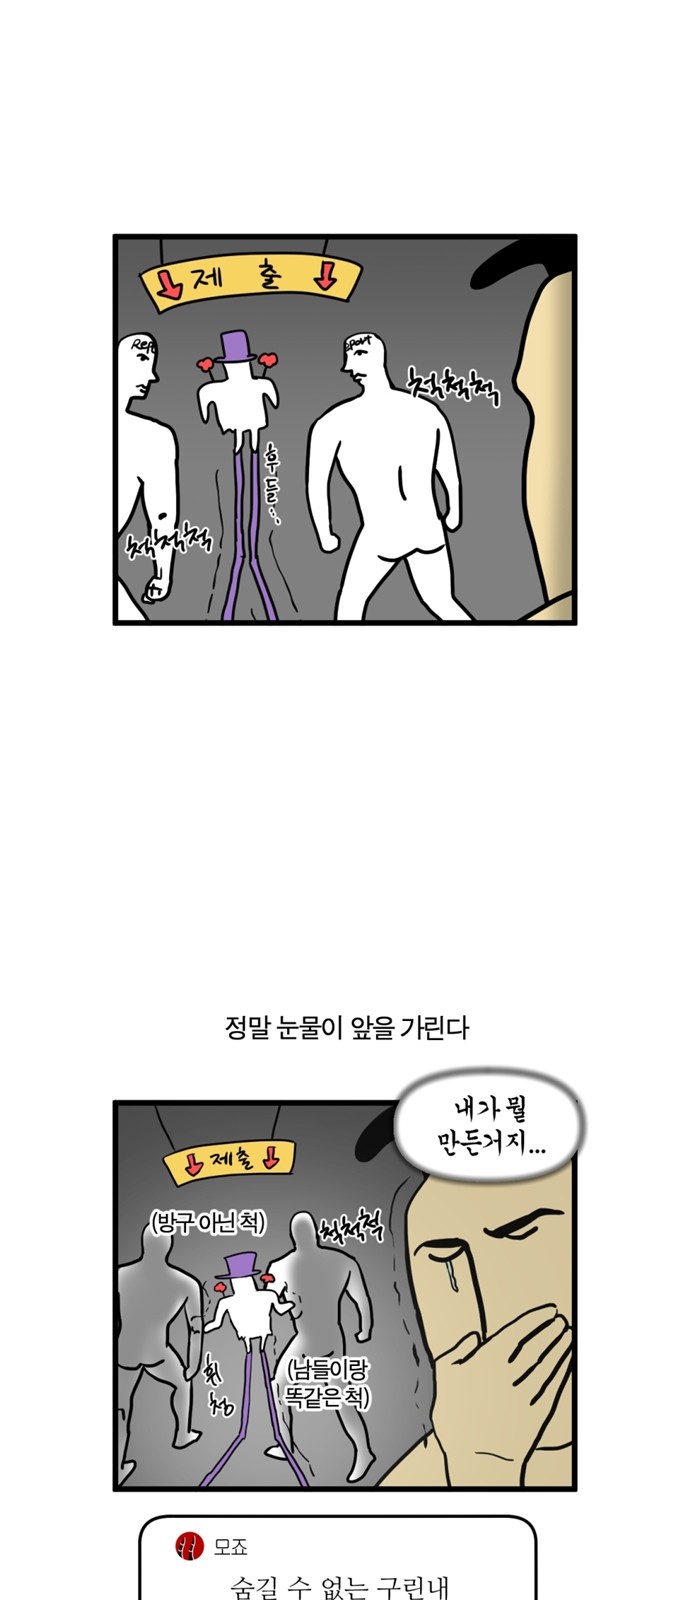 제 출
Rep
eport
척척척
후들...
척척척
정말 눈물이 앞을 가린다
내가 뭘
만든거지...
제출
(방구 아닌 척)
척척척
휘
청
(남들이랑
똑같은 척)
모죠
숨길 수 없는 구린내